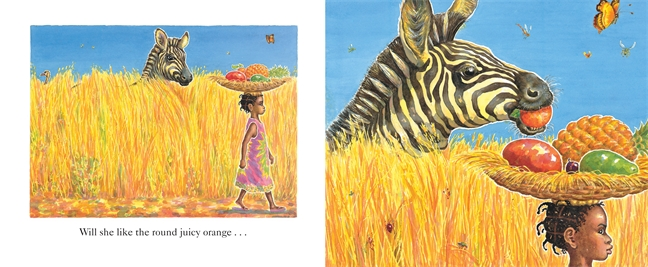 Will she like the round juicy orange . . .